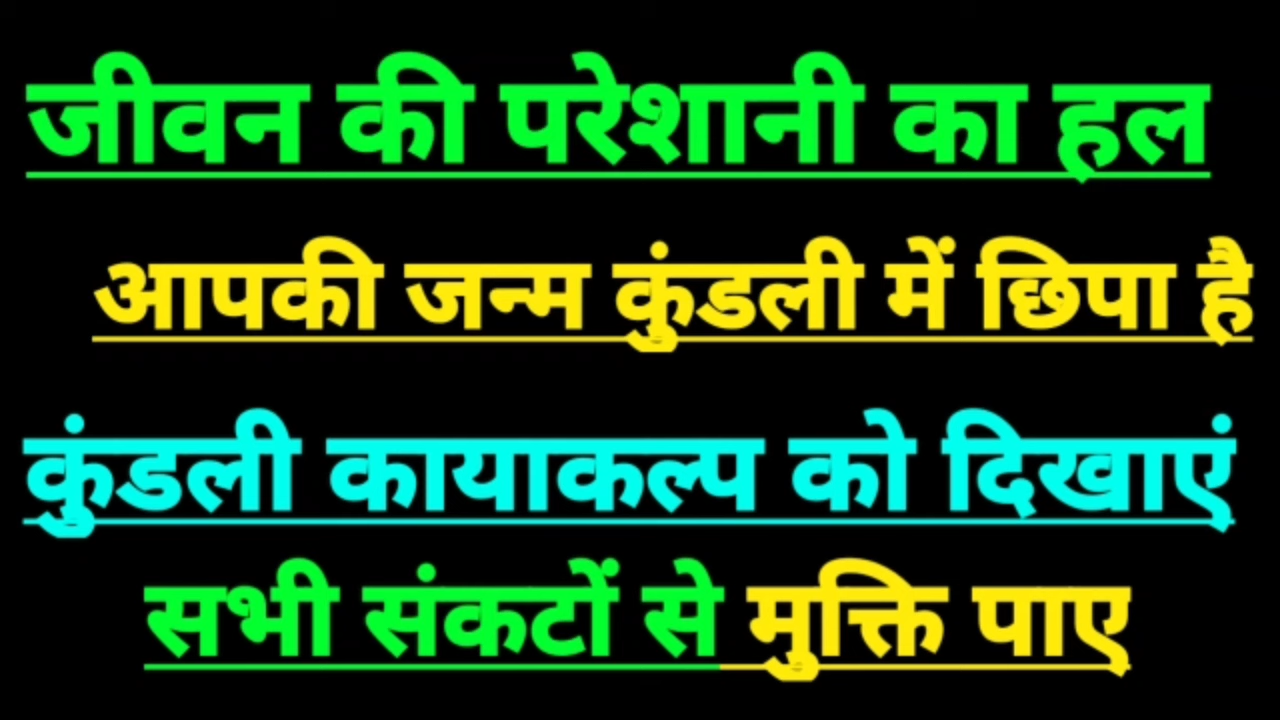 जीवन की परेशानी का हल
आपकी जन्म कुंडली में छिपा है
कुंडली कायाकल्प को दिखाएं
सभी संकटों से मुक्ति पाए